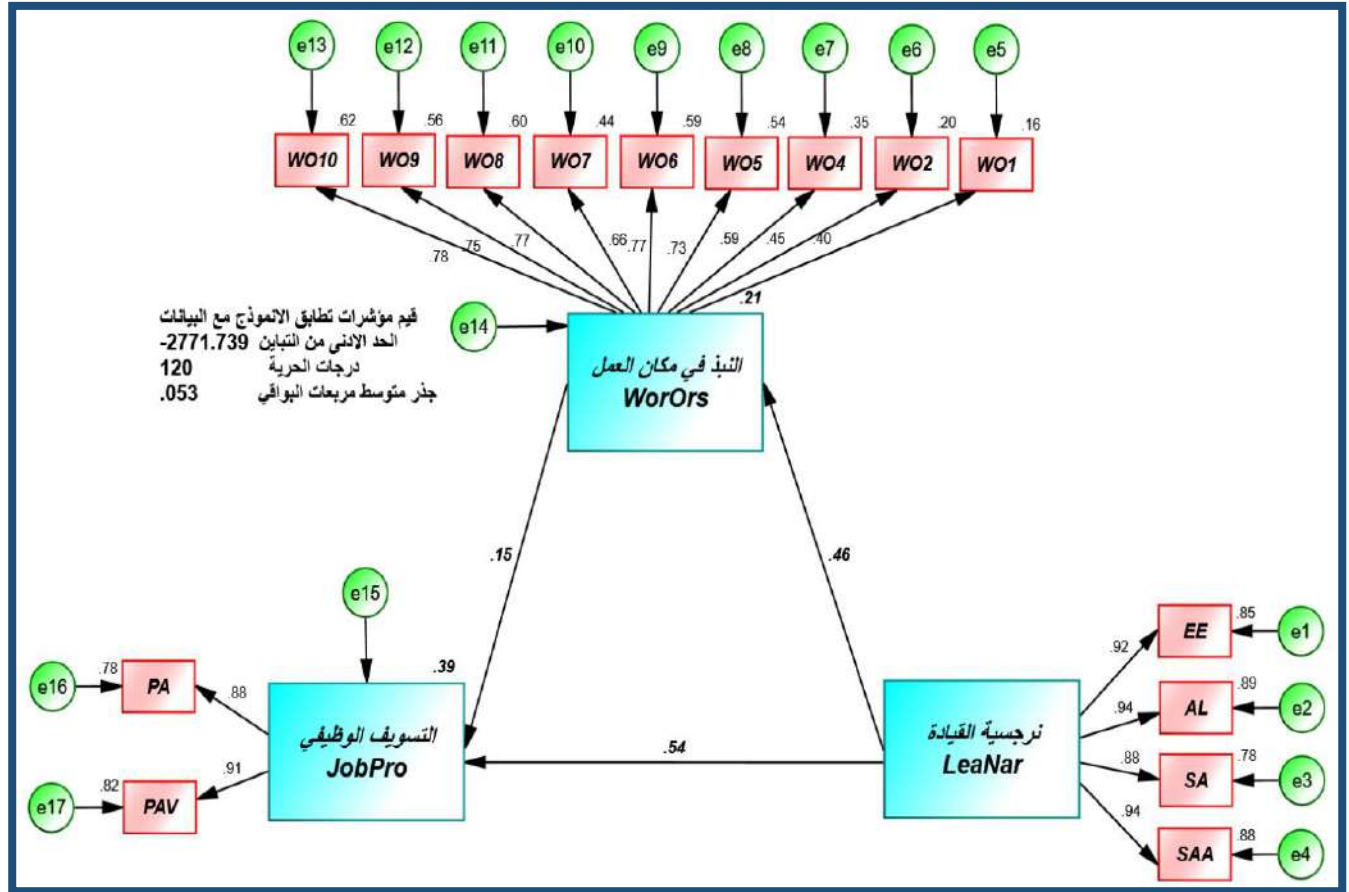 e13 e12 e11 e10 e9 e8 e7 e6 e5
.62 .56 .60 .44 .59 .54 .35 .20 .16
WO10 WO9 WO8 WO7 WO6 WO5 WO4 WO2 WO1
.78 .75 .77 .66 .77 .73 .59 .45 .40
.21
e14
النبذ في مكان العمل
WorOrs
قيم مؤشرات تطابق الانموذج مع البيانات
الحد الادنى من التباين 2771.739-
درجات الحرية 120
جذر متوسط مربعات البواقي .053
.15
.46
e15
.39
التسويف الوظيفي
JobPro
.54
نرجسية القيادة
LeaNar
e16 .78 PA .88
e17 .82 PAV .91
.92 EE .85 e1
.94 AL .89 e2
.88 SA .78 e3
.94 SAA .88 e4